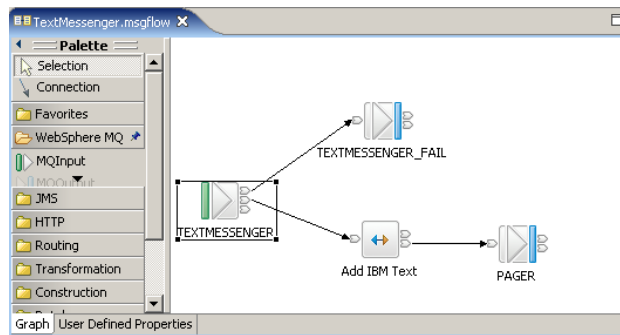 TextMessenger.msgflow
Palette
Selection
Connection
Favorites
WebSphere MQ
MQInput
MQOutput
JMS
HTTP
Routing
Transformation
Construction
TEXTMESSENGER_FAIL
TEXTMESSENGER
Add IBM Text
PAGER
Graph User Defined Properties